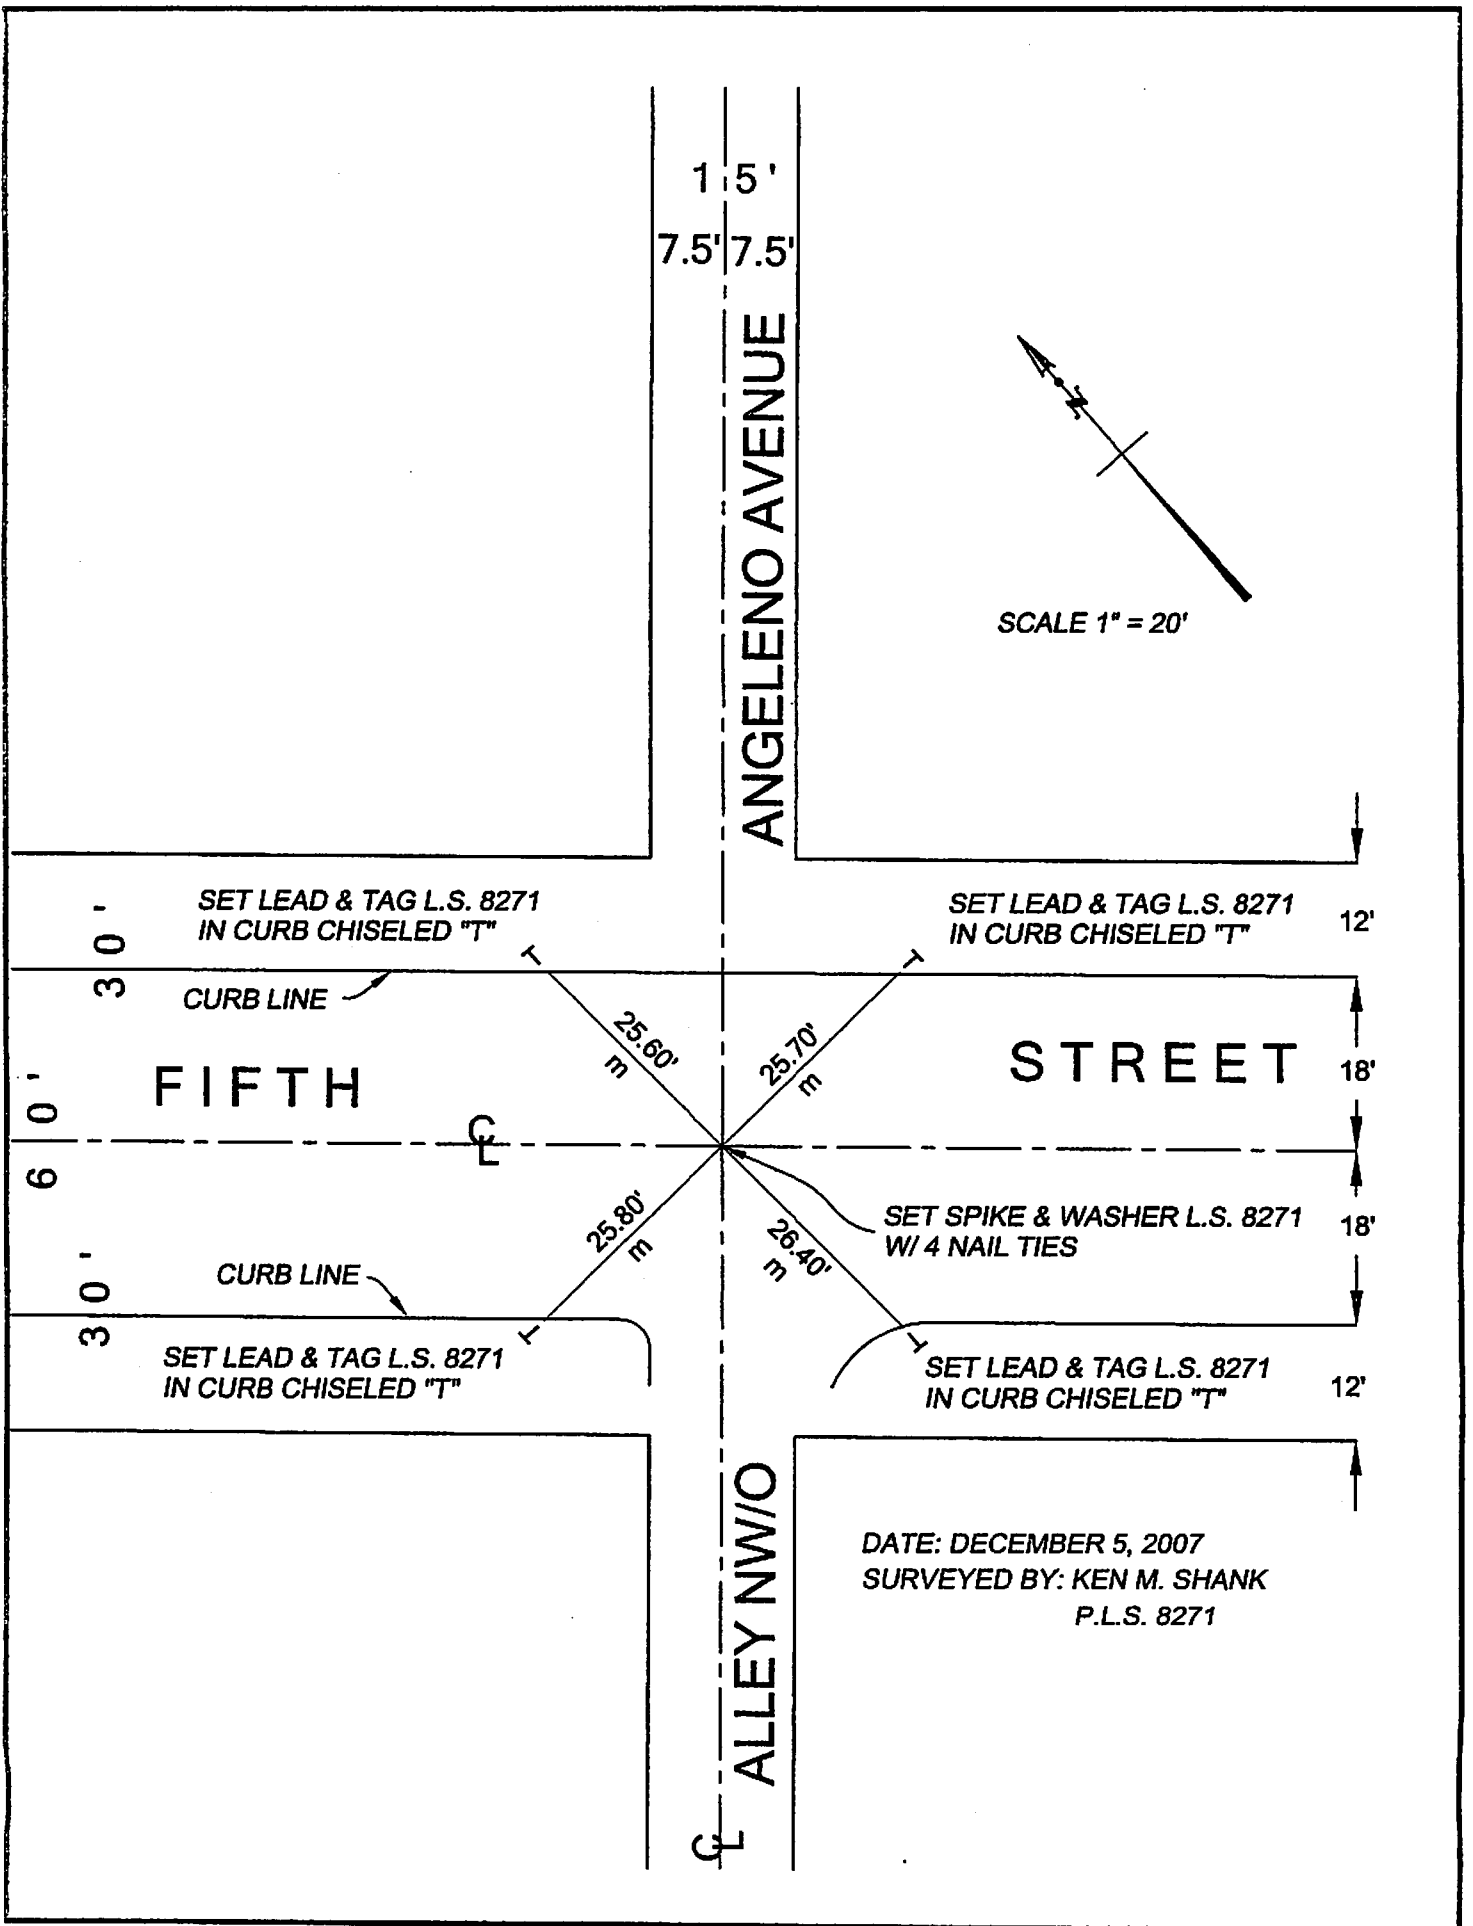 15'
7.5' 7.5'
ALLEY NW/O ANGELENO AVENUE
N
SCALE 1" = 20'
SET LEAD & TAG L.S. 8271
IN CURB CHISELED "T"
SET LEAD & TAG L.S. 8271
IN CURB CHISELED "T"
12'
30'
CURB LINE
25.60'
m
25.70'
m
FIFTH STREET
18'
60'
CL
25.80'
m
26.40'
m
SET SPIKE & WASHER L.S. 8271
W/ 4 NAIL TIES
18'
30'
CURB LINE
SET LEAD & TAG L.S. 8271
IN CURB CHISELED "T"
SET LEAD & TAG L.S. 8271
IN CURB CHISELED "T"
12'
DATE: DECEMBER 5, 2007
SURVEYED BY: KEN M. SHANK
P.L.S. 8271
CL